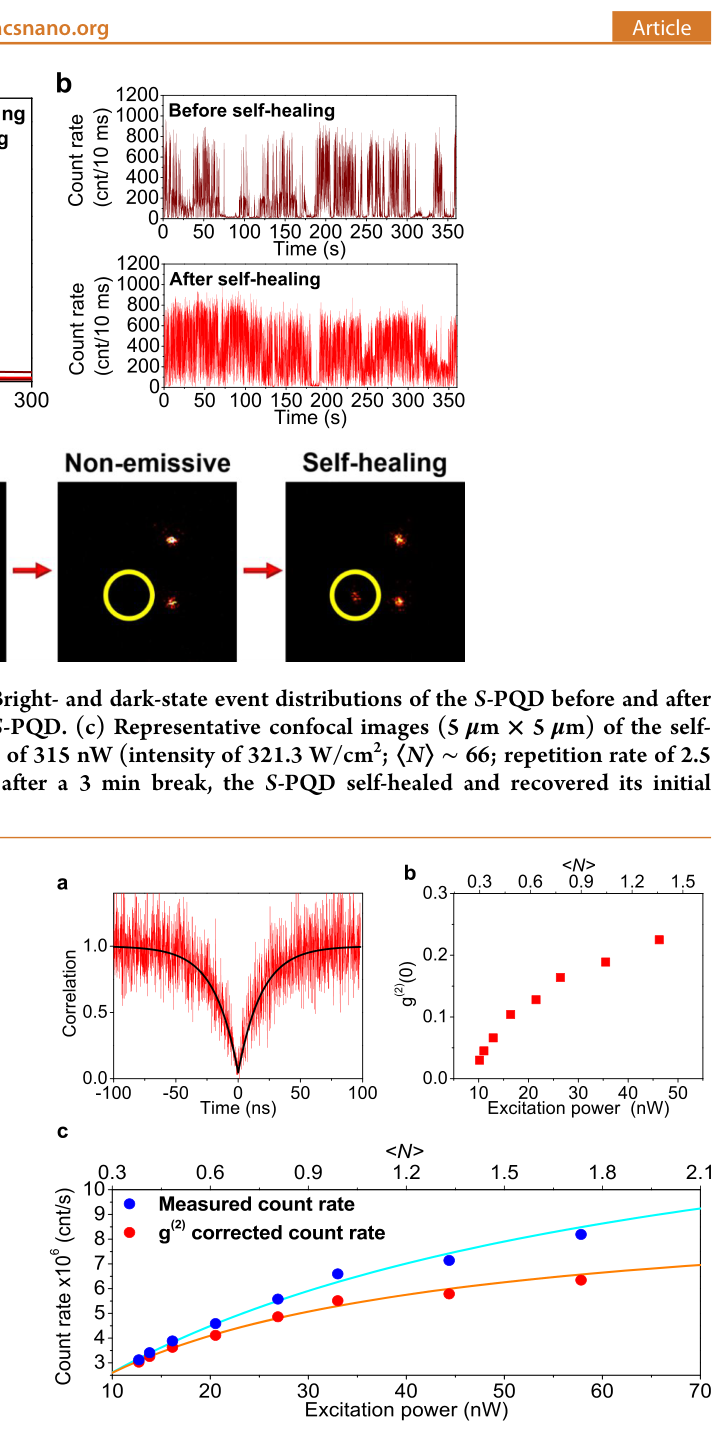 acsnano.org
Article
b
ng
g
300
1200
1000
800
600
400
200
0
Count rate
(cnt/10 ms)
Before self-healing
0 50 100 150 200 250 300 350
Time (s)
1200
1000
800
600
400
200
0
Count rate
(cnt/10 ms)
After self-healing
0 50 100 150 200 250 300 350
Time (s)
Non-emissive
Self-healing
Bright- and dark-state event distributions of the S-PQD before and after
S-PQD. (c) Representative confocal images (5 μm × 5 μm) of the self-
of 315 nW (intensity of 321.3 W/cm²; ⟨N⟩ ∼ 66; repetition rate of 2.5
after a 3 min break, the S-PQD self-healed and recovered its initial
a
Correlation
1.0
0.5
0.0
-100 -50 0 50 100
Time (ns)
b
<N>
0.3 0.6 0.9 1.2 1.5
g⁽²⁾(0)
0.3
0.2
0.1
0.0
10 20 30 40 50
Excitation power (nW)
c
<N>
0.3 0.6 0.9 1.2 1.5 1.8 2.1
Count rate x10⁶ (cnt/s)
10
9
8
7
6
5
4
3
Measured count rate
g⁽²⁾ corrected count rate
10 20 30 40 50 60 70
Excitation power (nW)